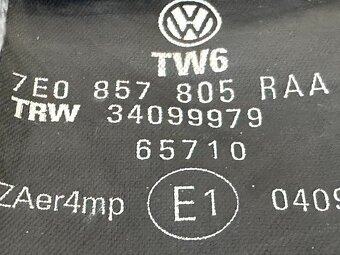 TW6
7E0 857 805 RAA
TRW 34099979
65710
ZAer4mp E1 0409